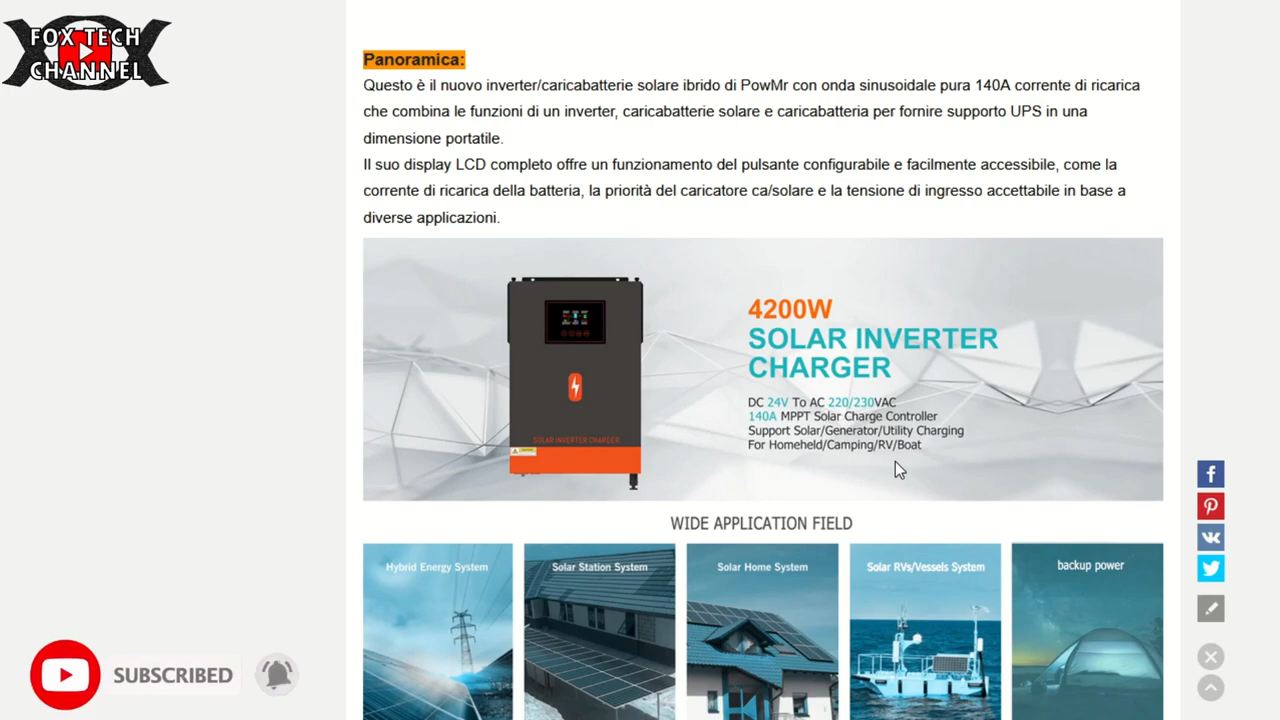 FOX TECH
CHANNEL
Panoramica:
Questo è il nuovo inverter/caricabatterie solare ibrido di PowMr con onda sinusoidale pura 140A corrente di ricarica
che combina le funzioni di un inverter, caricabatterie solare e caricabatteria per fornire supporto UPS in una
dimensione portatile.
Il suo display LCD completo offre un funzionamento del pulsante configurabile e facilmente accessibile, come la
corrente di ricarica della batteria, la priorità del caricatore ca/solare e la tensione di ingresso accettabile in base a
diverse applicazioni.
4200W
SOLAR INVERTER
CHARGER
DC 24V To AC 220/230VAC
140A MPPT Solar Charge Controller
Support Solar/Generator/Utility Charging
For Homeheld/Camping/RV/Boat
SOLAR INVERTER CHARGER
WIDE APPLICATION FIELD
Hybrid Energy System
Solar Station System
Solar Home System
Solar RVs/Vessels System
backup power
SUBSCRIBED